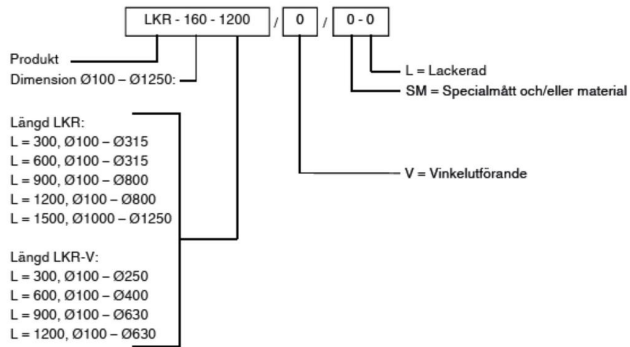 LKR - 160 - 1200 / 0 / 0 - 0
Produkt
Dimension Ø100 – Ø1250:
L = Lackerad
SM = Specialmått och/eller material
Längd LKR:
L = 300, Ø100 – Ø315
L = 600, Ø100 – Ø315
L = 900, Ø100 – Ø800
L = 1200, Ø100 – Ø800
L = 1500, Ø1000 – Ø1250
V = Vinkelutförande
Längd LKR-V:
L = 300, Ø100 – Ø250
L = 600, Ø100 – Ø400
L = 900, Ø100 – Ø630
L = 1200, Ø100 – Ø630